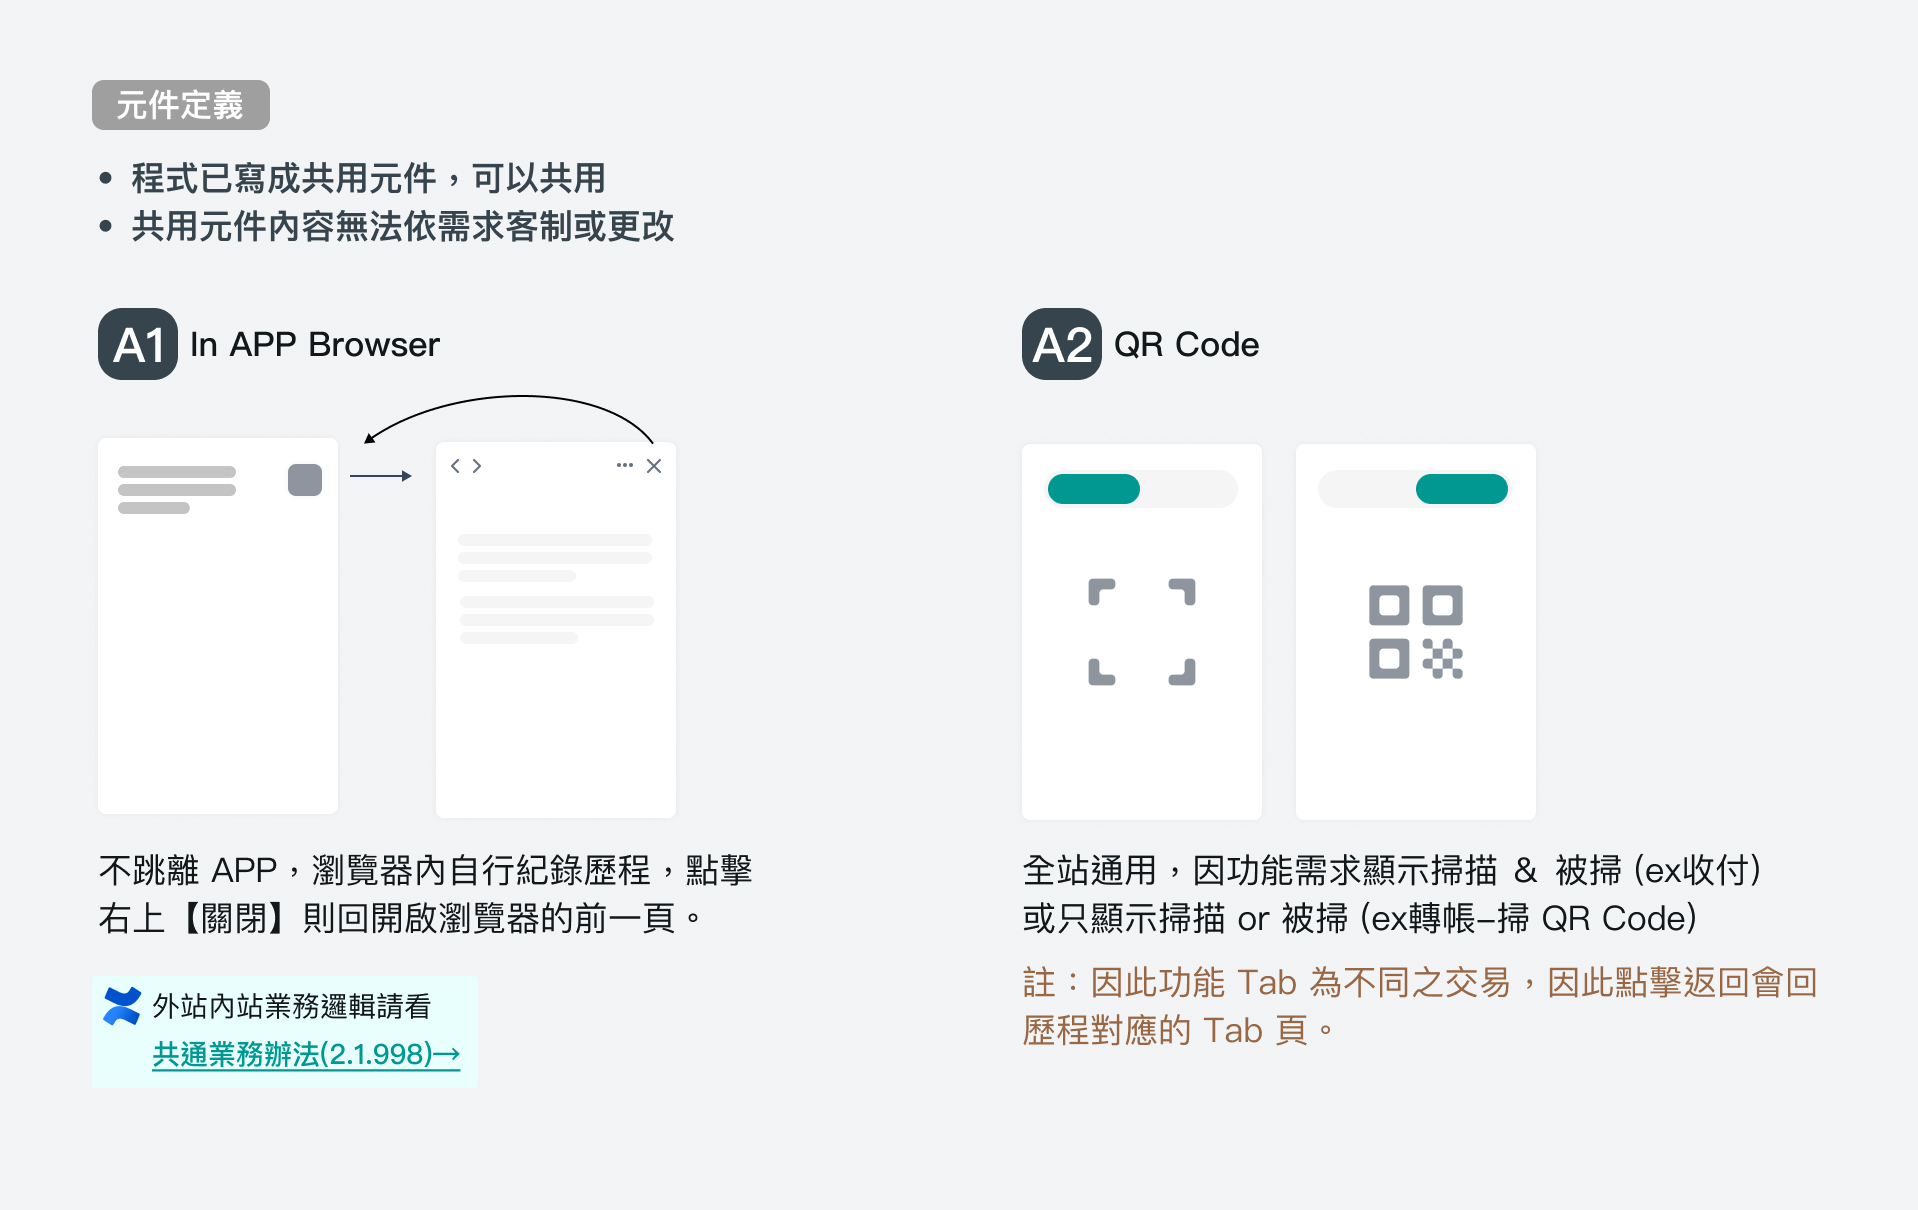 元件定義
• 程式已寫成共用元件，可以共用
• 共用元件內容無法依需求客制或更改
A1 In APP Browser
不跳離 APP，瀏覽器內自行紀錄歷程，點擊
右上【關閉】則回開啟瀏覽器的前一頁。
外站內站業務邏輯請看
共通業務辦法(2.1.998)→
A2 QR Code
全站通用，因功能需求顯示掃描 & 被掃 (ex收付)
或只顯示掃描 or 被掃 (ex轉帳–掃 QR Code)
註：因此功能 Tab 為不同之交易，因此點擊返回會回
歷程對應的 Tab 頁。